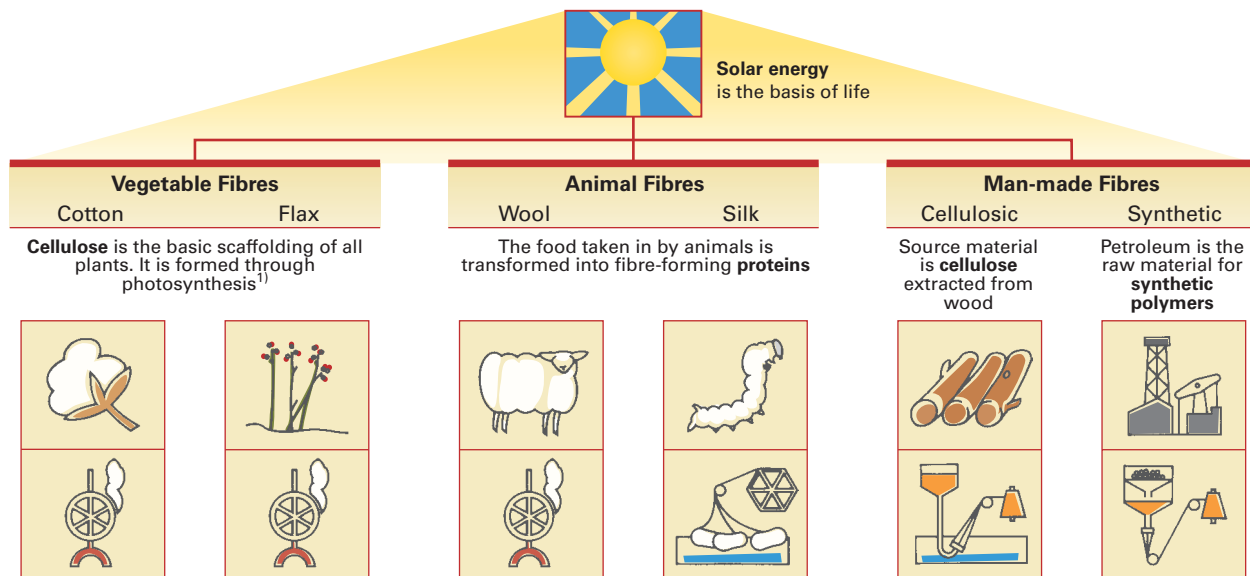 Solar energy
is the basis of life
Vegetable Fibres
Cotton Flax
Cellulose is the basic scaffolding of all
plants. It is formed through
photosynthesis1)
Animal Fibres
Wool Silk
The food taken in by animals is
transformed into fibre-forming proteins
Man-made Fibres
Cellulosic Synthetic
Source material
is cellulose
extracted from
wood
Petroleum is the
raw material for
synthetic
polymers